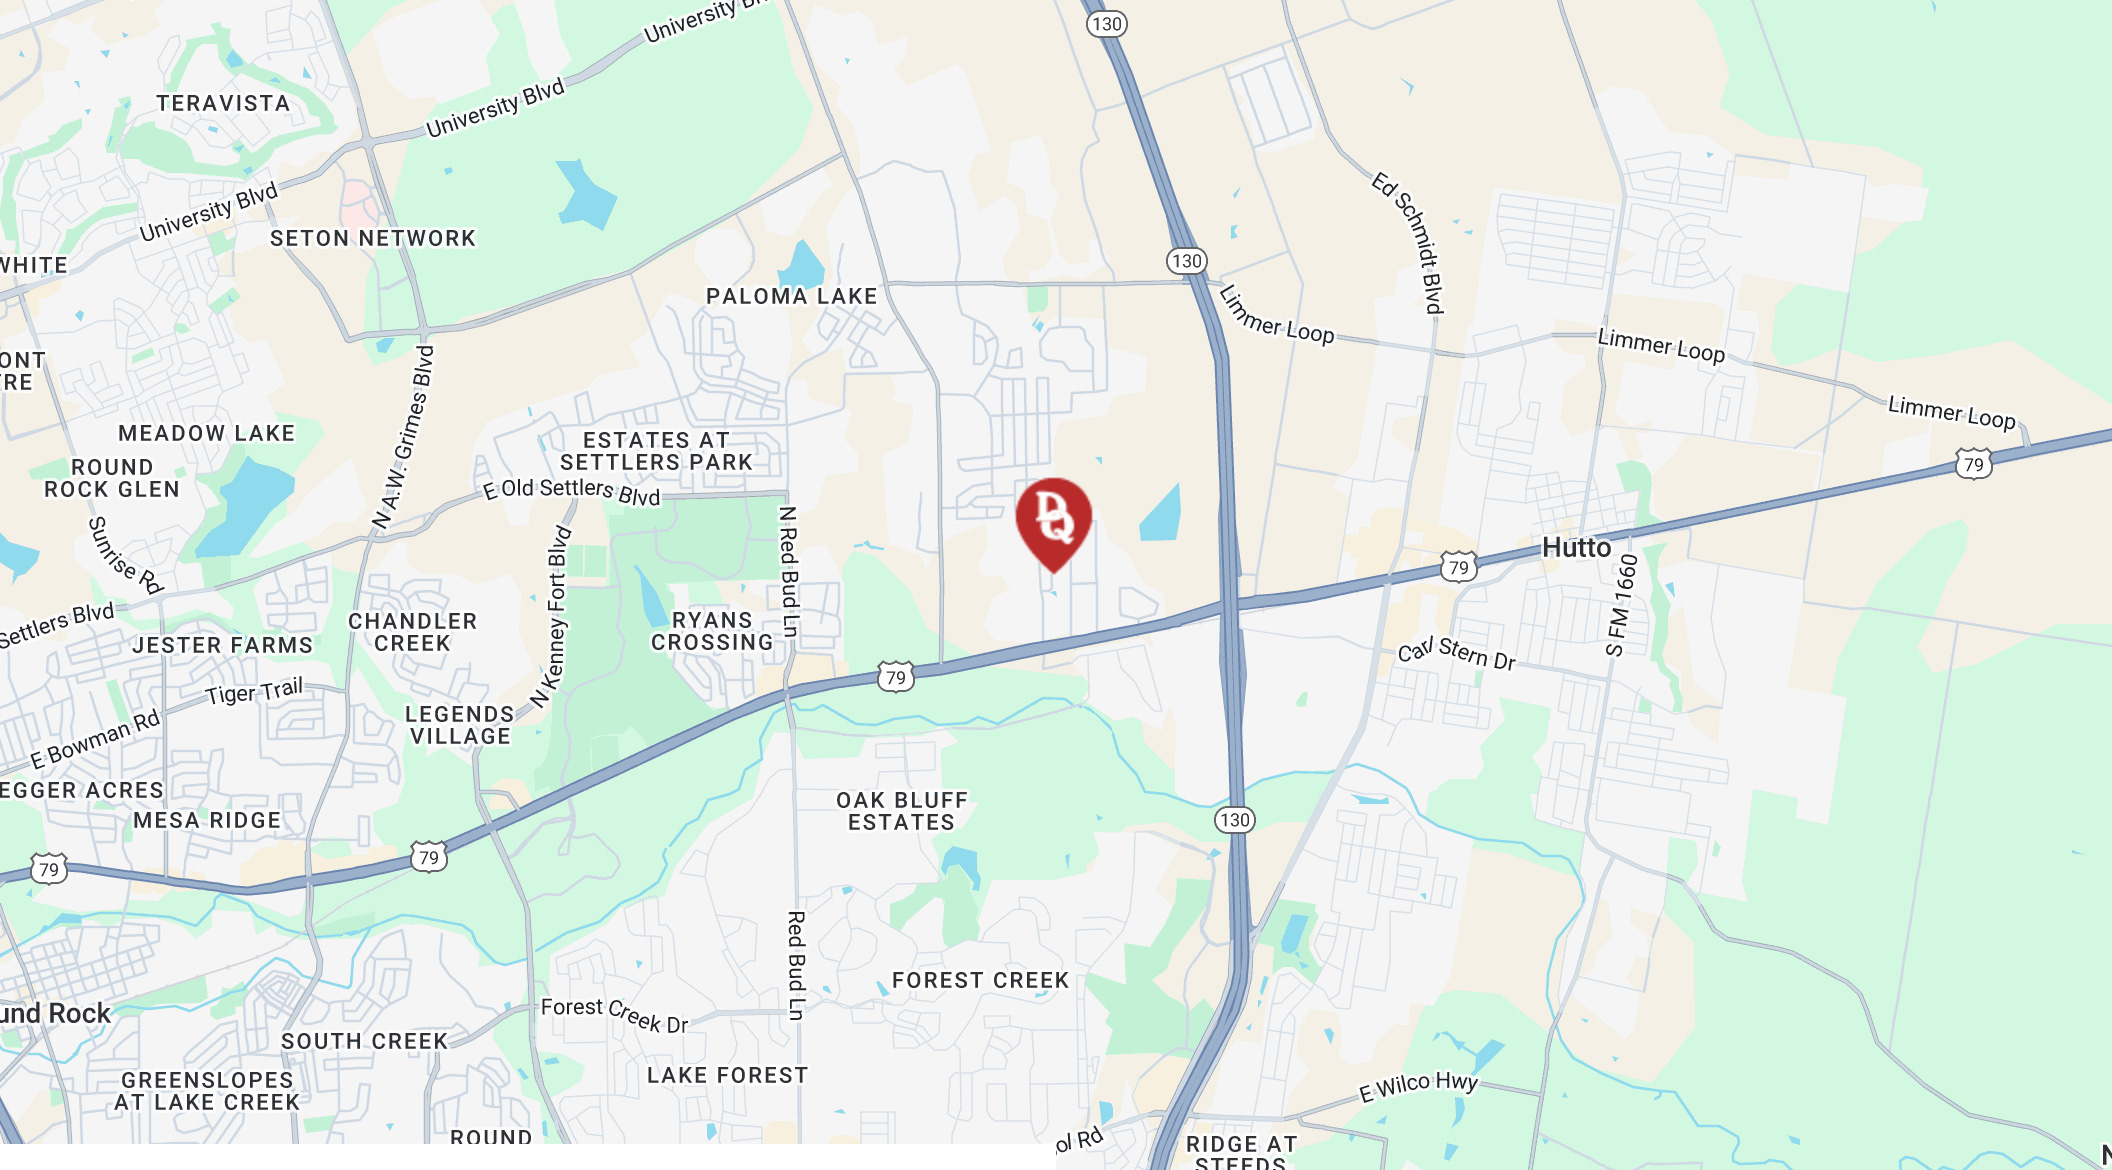 University Blvd
130
TERAVISTA
University Blvd
Ed Schmidt Blvd
University Blvd
SETON NETWORK
WHITE
130
PALOMA LAKE
Limmer Loop
Limmer Loop
Limmer Loop
N A.W. Grimes Blvd
MEADOW LAKE
ROUND
ROCK GLEN
ESTATES AT
SETTLERS PARK
79
E Old Settlers Blvd
DQ
N Red Bud Ln
Sunrise Rd
N Kenney Fort Blvd
Hutto
79
S FM 1660
Settlers Blvd
JESTER FARMS
CHANDLER
CREEK
RYANS
CROSSING
Carl Stern Dr
79
Tiger Trail
LEGENDS
VILLAGE
E Bowman Rd
EGGER ACRES
MESA RIDGE
OAK BLUFF
ESTATES
130
79
79
Red Bud Ln
FOREST CREEK
und Rock
Forest Creek Dr
SOUTH CREEK
LAKE FOREST
GREENSLOPES
AT LAKE CREEK
E Wilco Hwy
ROUND
Rd
RIDGE AT
STEEDS